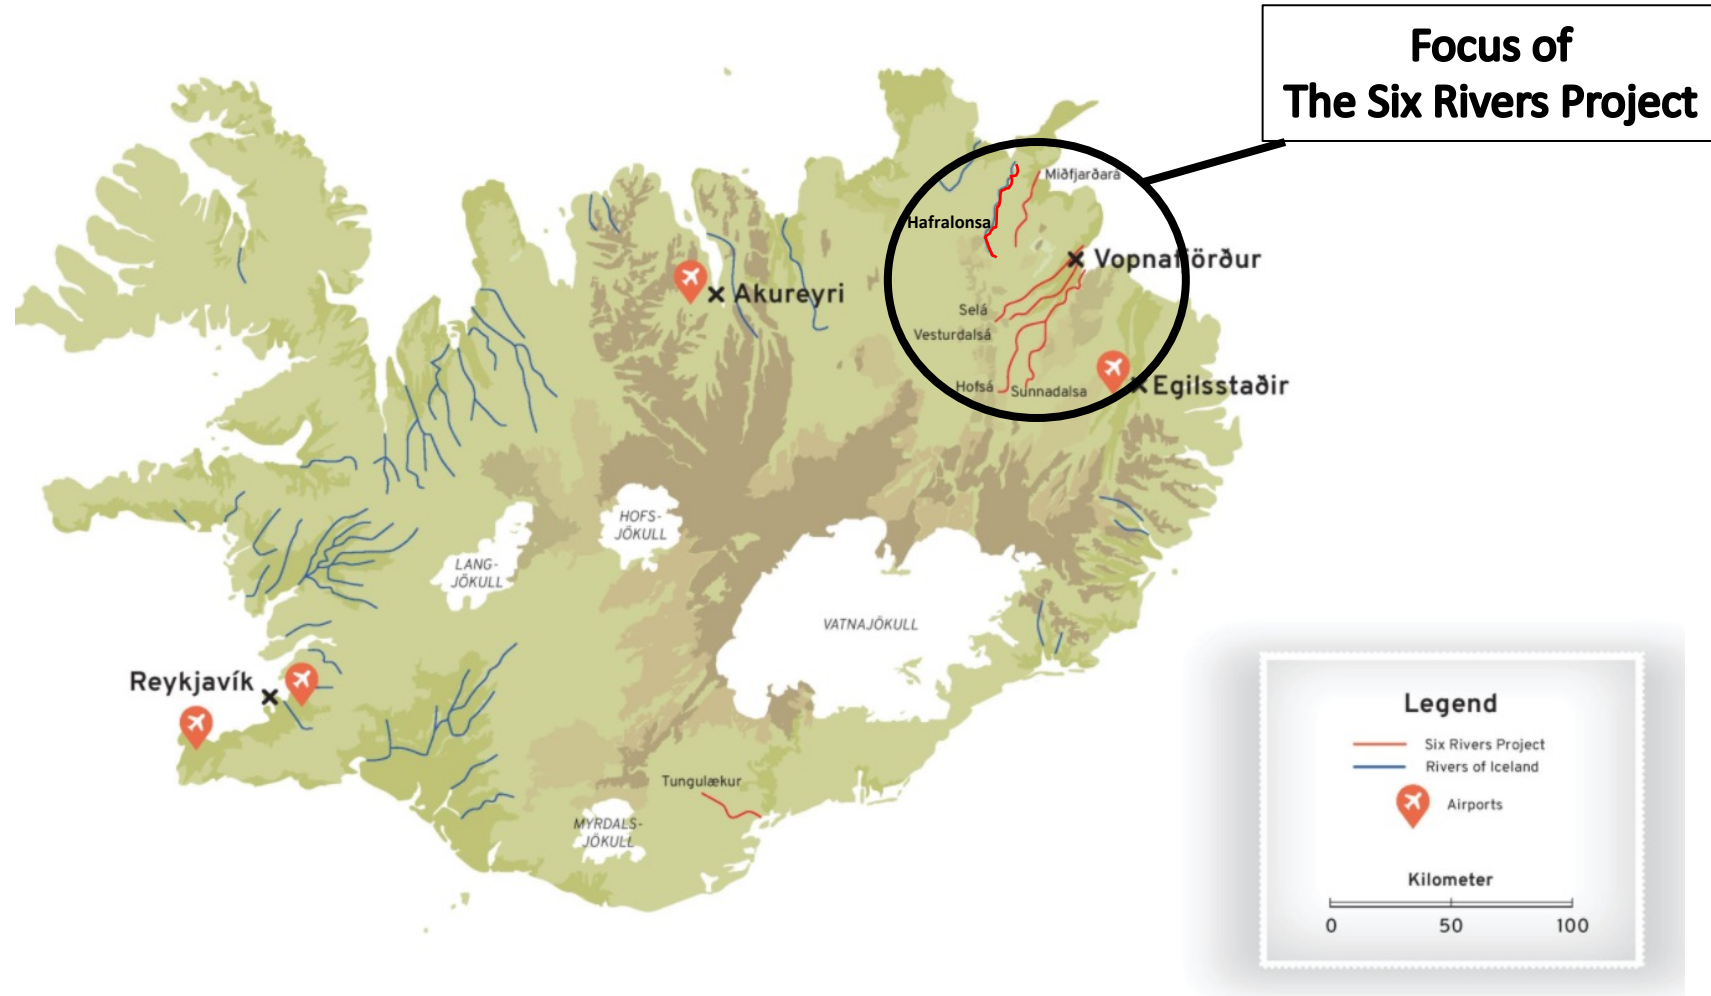 Focus of
The Six Rivers Project
Miðfjarðará
Hafralonsa
Vopnafjörður
Akureyri
Selá
Vesturdalsá
Hofsá
Sunnadalsa
Egilsstaðir
HOFS-
JÖKULL
LANG-
JÖKULL
VATNAJÖKULL
Reykjavík
Tungulækur
MYRDALS-
JÖKULL
Legend
Six Rivers Project
Rivers of Iceland
Airports
Kilometer
0 50 100